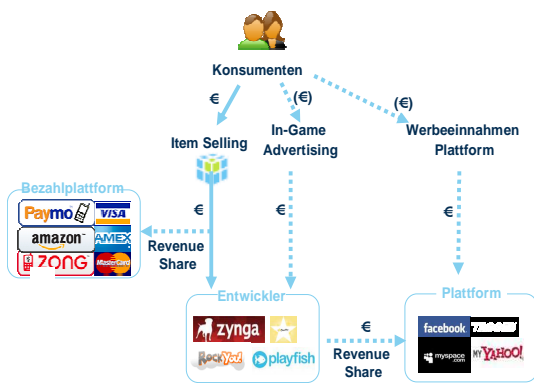 Konsumenten
€
(€)
(€)
Item Selling
In-Game
Advertising
Werbeeinnahmen
Plattform
Bezahlplattform
Paymo
VISA
amazon
AMEX
ZONG
MasterCard
€
€
€
Revenue
Share
Entwickler
zynga
RockYou!
playfish
€
Revenue
Share
Plattform
facebook
myspace.com
MY YAHOO!